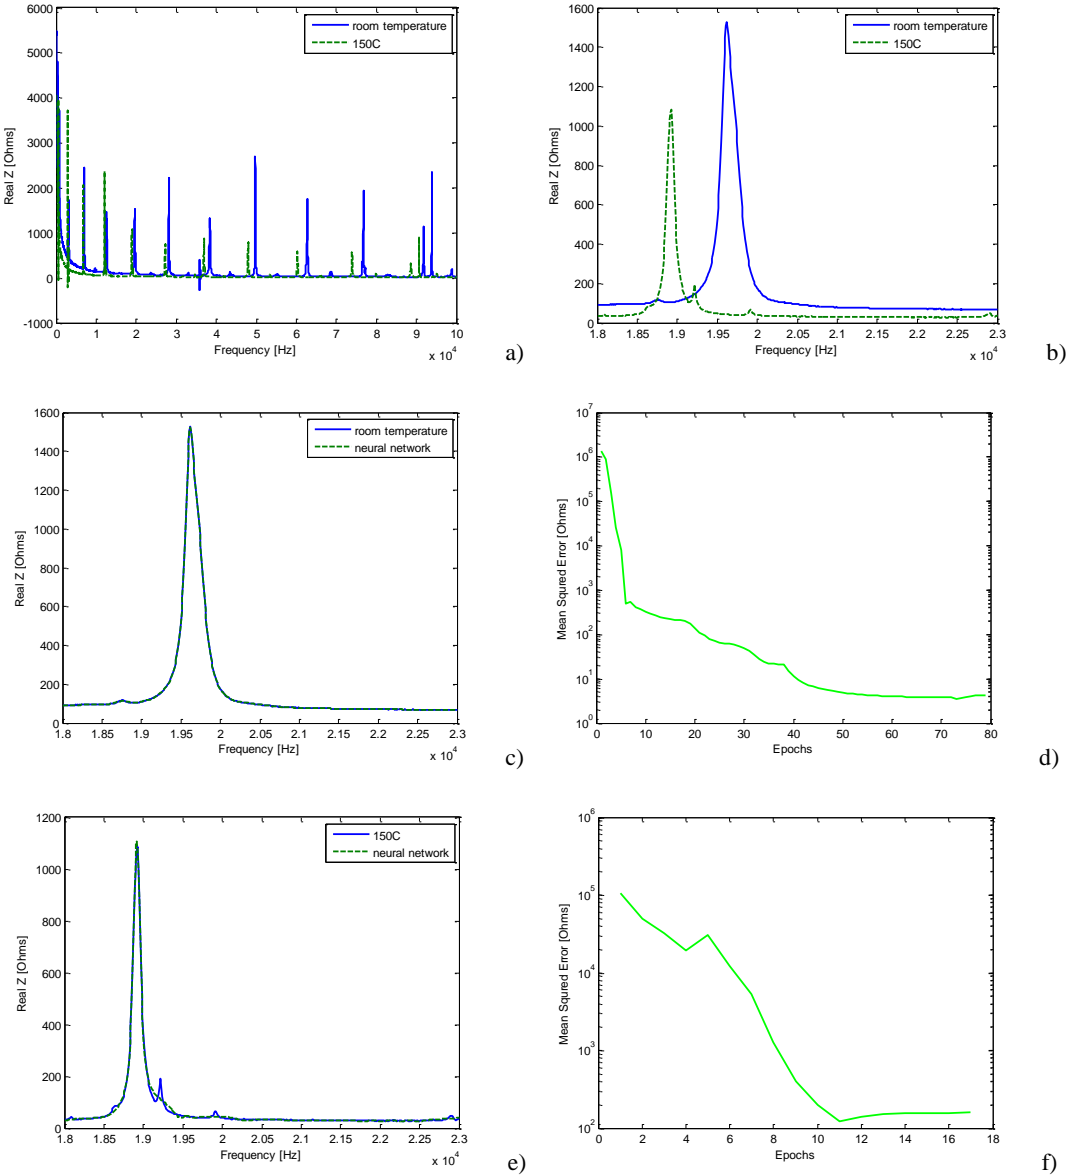 6000
5000
4000
3000
2000
1000
0
-1000
Real Z [Ohms]
room temperature
150C
0 1 2 3 4 5 6 7 8 9 10
x 10^4
Frequency [Hz]
a)
1600
1400
1200
1000
800
600
400
200
0
Real Z [Ohms]
room temperature
150C
1.8 1.85 1.9 1.95 2 2.05 2.1 2.15 2.2 2.25 2.3
x 10^4
Frequency [Hz]
b)
1600
1400
1200
1000
800
600
400
200
0
Real Z [Ohms]
room temperature
neural network
1.8 1.85 1.9 1.95 2 2.05 2.1 2.15 2.2 2.25 2.3
x 10^4
Frequency [Hz]
c)
10^7
10^6
10^5
10^4
10^3
10^2
10^1
10^0
Mean Squred Error [Ohms]
0 10 20 30 40 50 60 70 80
Epochs
d)
1200
1000
800
600
400
200
0
Real Z [Ohms]
150C
neural network
1.8 1.85 1.9 1.95 2 2.05 2.1 2.15 2.2 2.25 2.3
x 10^4
Frequency [Hz]
e)
10^6
10^5
10^4
10^3
10^2
Mean Squred Error [Ohms]
0 2 4 6 8 10 12 14 16 18
Epochs
f)